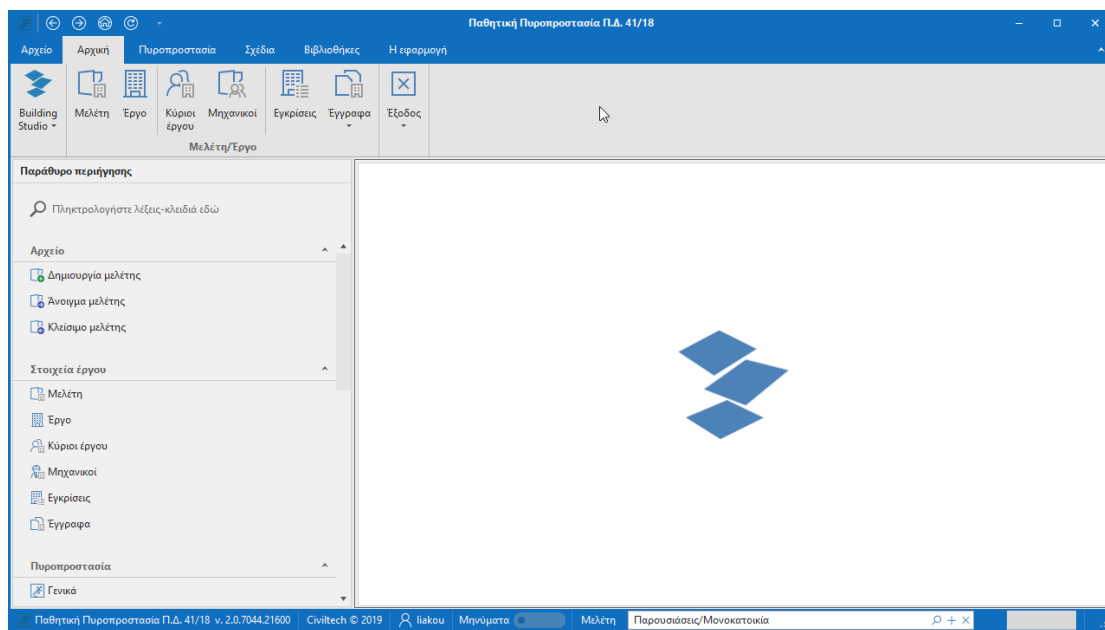 Παθητική Πυροπροστασία Π.Δ. 41/18
Αρχείο Αρχική Πυροπροστασία Σχέδια Βιβλιοθήκες Η εφαρμογή
Building Studio Μελέτη Έργο Κύριοι έργου Μηχανικοί Εγκρίσεις Έγγραφα Έξοδος
Μελέτη/Έργο
Παράθυρο περιήγησης
Πληκτρολογήστε λέξεις-κλειδιά εδώ
Αρχείο
Δημιουργία μελέτης
Άνοιγμα μελέτης
Κλείσιμο μελέτης
Στοιχεία έργου
Μελέτη
Έργο
Κύριοι έργου
Μηχανικοί
Εγκρίσεις
Έγγραφα
Πυροπροστασία
Γενικά
Παθητική Πυροπροστασία Π.Δ. 41/18 v. 2.0.7044.21600 Civiltech © 2019 liakou Μηνύματα Μελέτη Παρουσιάσεις/Μονοκατοικία